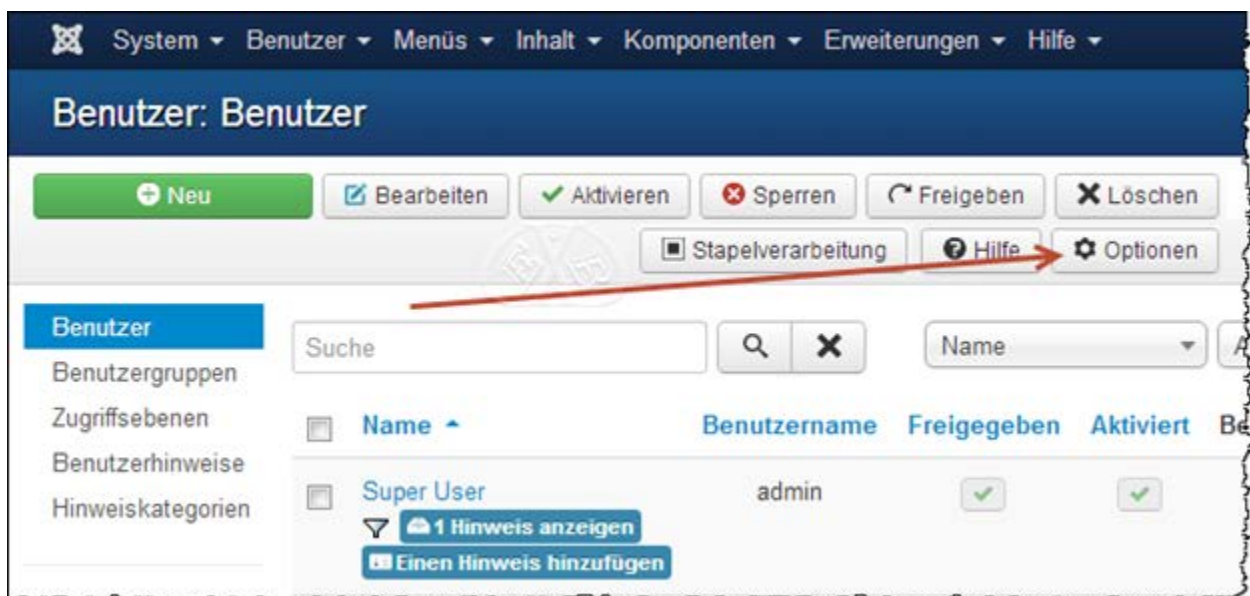 System Benutzer Menüs Inhalt Komponenten Erweiterungen Hilfe
Benutzer: Benutzer
Neu Bearbeiten Aktivieren Sperren Freigeben Löschen
Stapelverarbeitung Hilfe Optionen
Benutzer
Benutzergruppen
Zugriffsebenen
Benutzerhinweise
Hinweiskategorien
Suche Name
Name Benutzername Freigegeben Aktiviert Be
Super User admin
1 Hinweis anzeigen
Einen Hinweis hinzufügen